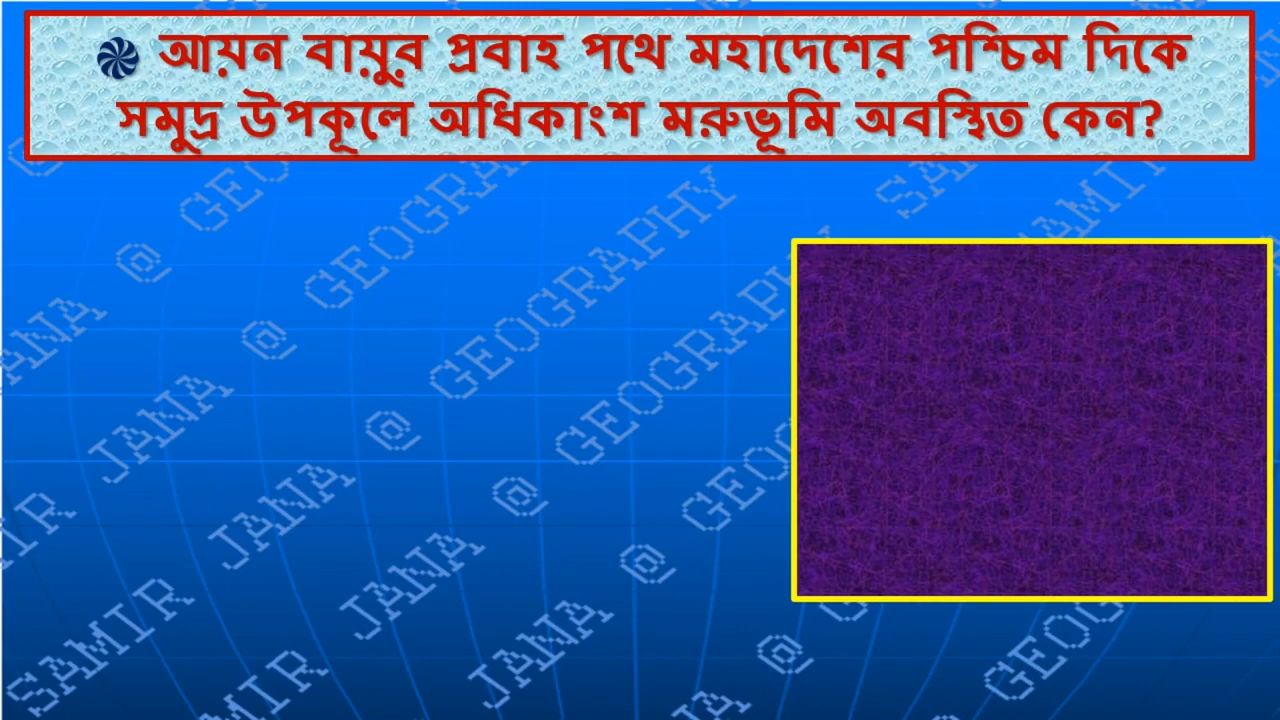 আয়ন বায়ুর প্রবাহ পথে মহাদেশের পশ্চিম দিকে
সমুদ্র উপকূলে অধিকাংশ মরুভূমি অবস্থিত কেন?
SAMIR JANA @ GEOGRAPHY